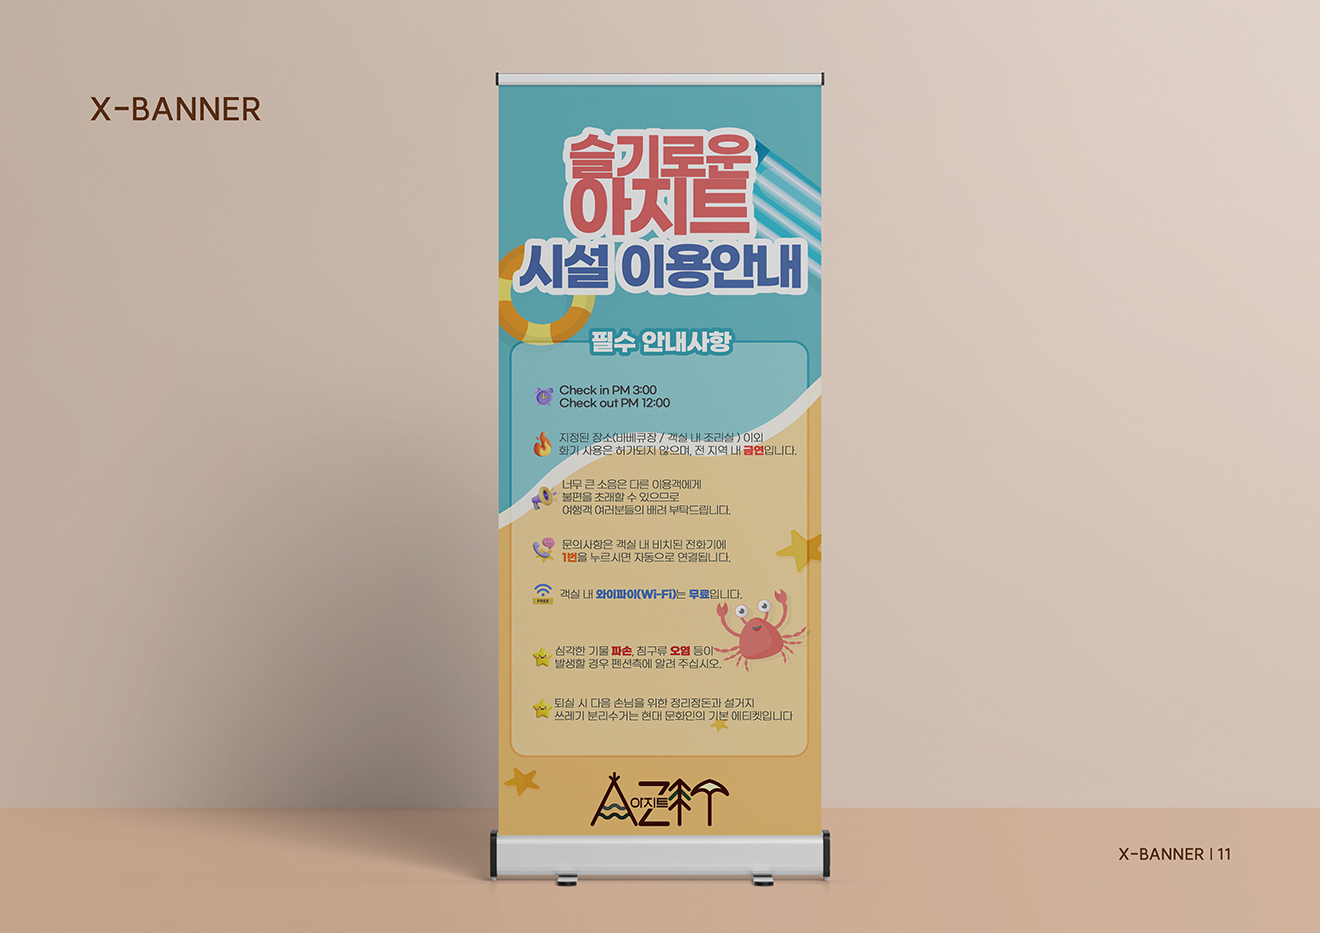 X-BANNER
슬기로운
아지트
시설 이용안내
필수 안내사항
Check in PM 3:00
Check out PM 12:00
지정된 장소(바베큐장 / 객실 내 조리실 ) 이외
화기 사용은 허가되지 않으며, 전 지역 내 금연입니다.
너무 큰 소음은 다른 이용객에게
불편을 초래할 수 있으므로
여행객 여러분들의 배려 부탁드립니다.
문의사항은 객실 내 비치된 전화기에
1번을 누르시면 자동으로 연결됩니다.
FREE
객실 내 와이파이(Wi-Fi)는 무료입니다.
심각한 기물 파손, 침구류 오염 등이
발생할 경우 펜션측에 알려 주십시오.
퇴실 시 다음 손님을 위한 정리정돈과 설거지
쓰레기 분리수거는 현대 문화인의 기본 에티켓입니다
AZIT
아지트
X-BANNER | 11